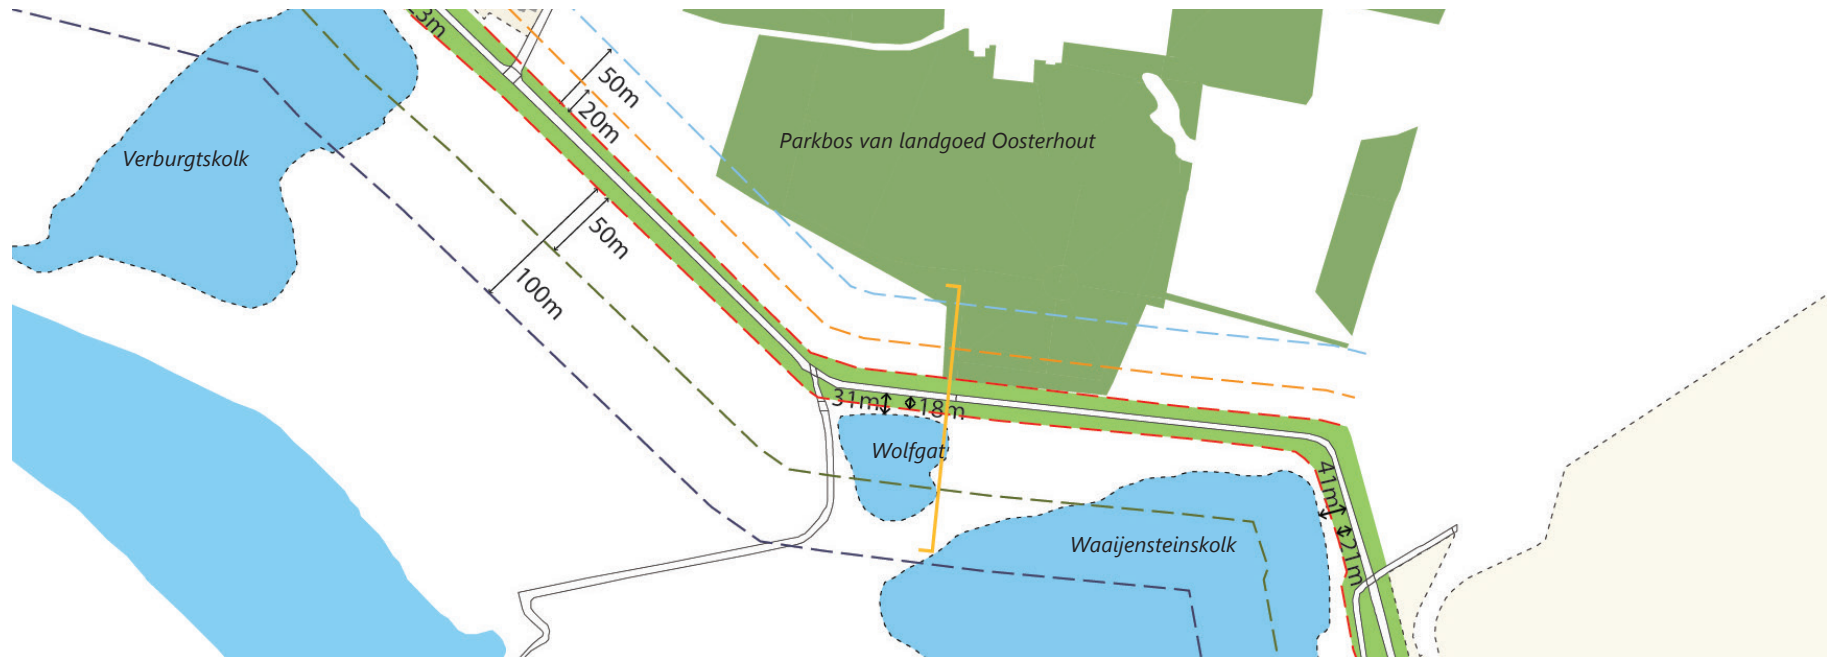 50m
20m
Parkbos van landgoed Oosterhout
Verburgtskolk
50m
100m
31m
18m
Wolfgat
41m
Waaijensteinskolk
21m